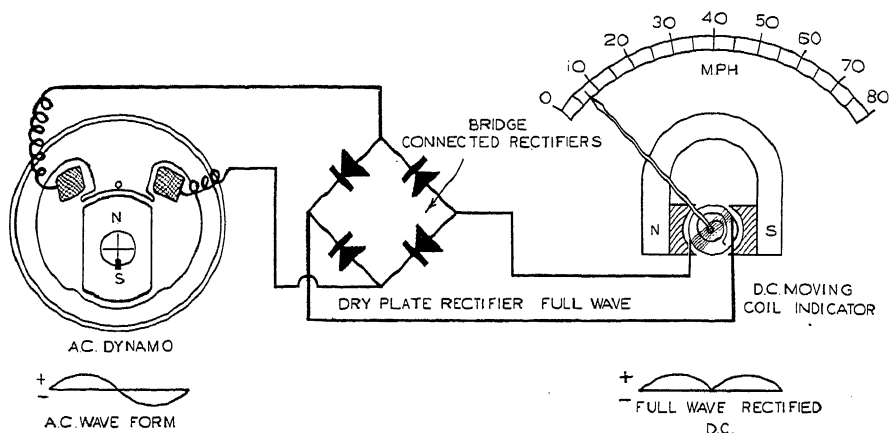 0 10 20 30 40 50 60 70 80
M.P.H
BRIDGE
CONNECTED RECTIFIERS
N
S
N
S
DRY PLATE RECTIFIER FULL WAVE
D.C. MOVING
COIL INDICATOR
A.C. DYNAMO
+
−
A.C. WAVE FORM
+
−
FULL WAVE RECTIFIED
D.C.